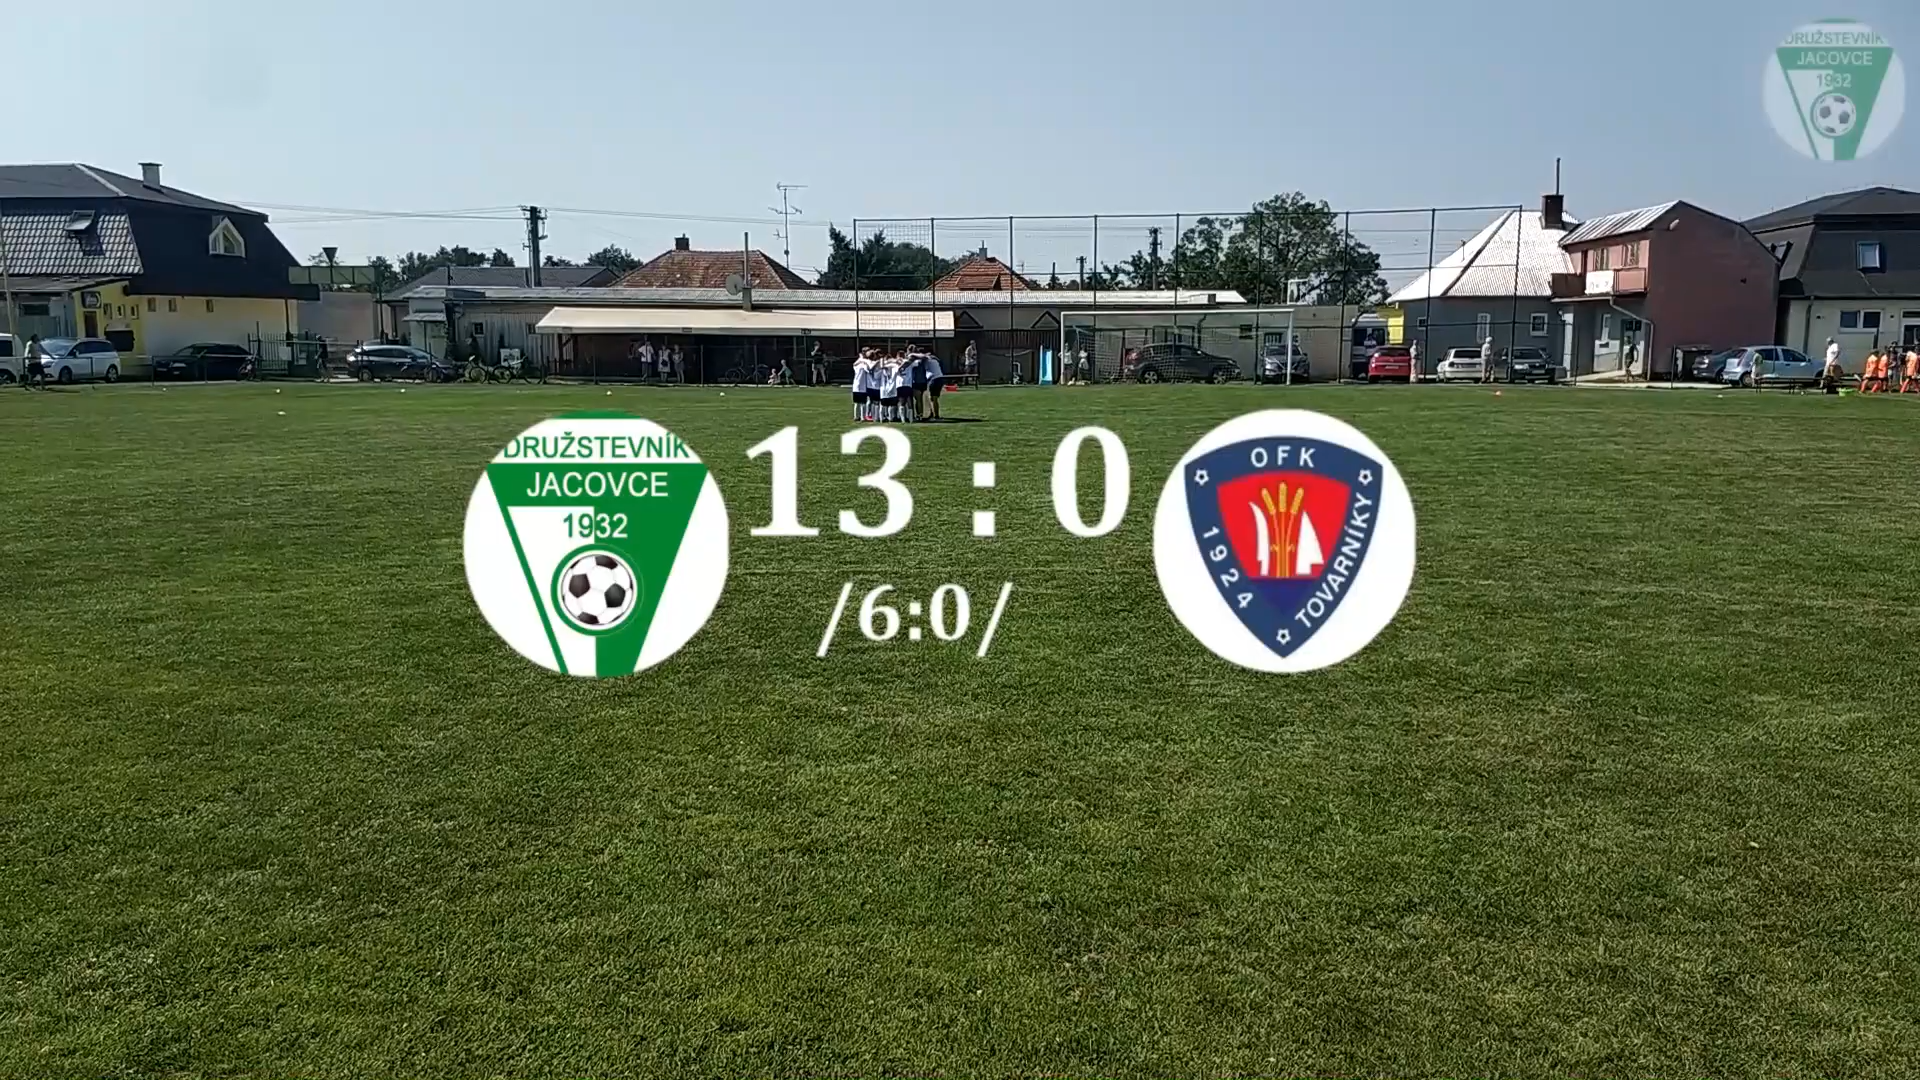 DRUŽSTEVNÍK
JACOVCE
1932
DRUŽSTEVNÍK
JACOVCE
1932
13 : 0
/6:0/
OFK
1924
TOVARNÍKY